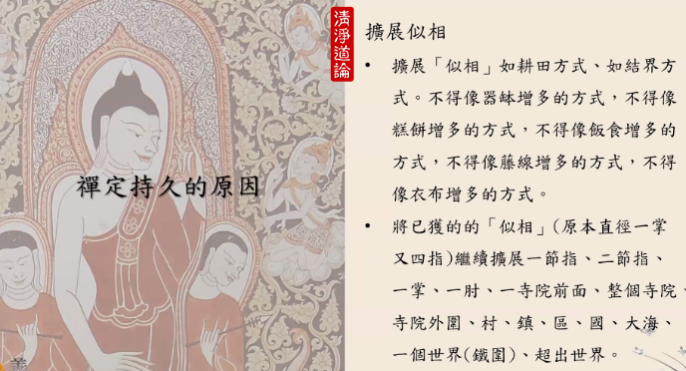 禪定持久的原因
清淨道論
擴展似相
• 擴展「似相」如耕田方式、如結界方
式。不得像器缽增多的方式,不得像
糕餅增多的方式,不得像飯食增多的
方式,不得像藤線增多的方式,不得
像衣布增多的方式。
• 將已獲的的「似相」(原本直徑一掌
又四指)繼續擴展一節指、二節指、
一掌、一肘、一寺院前面、整個寺院、
寺院外圍、村、鎮、區、國、大海、
一個世界(鐵圍)、超出世界。